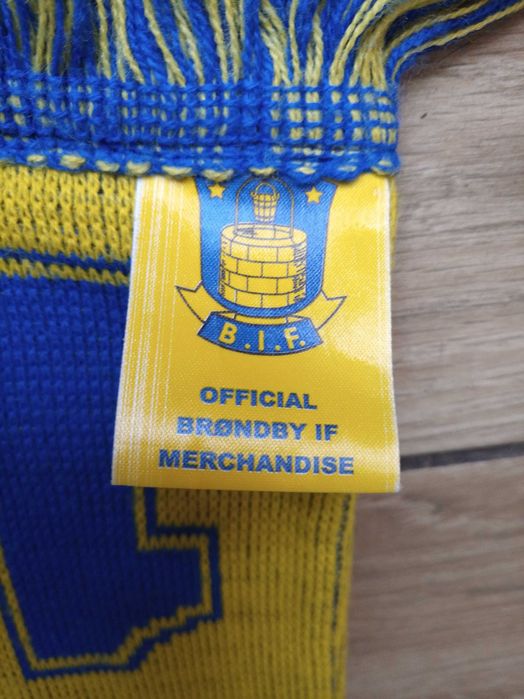 B.I.F.
OFFICIAL
BRØNDBY IF
MERCHANDISE